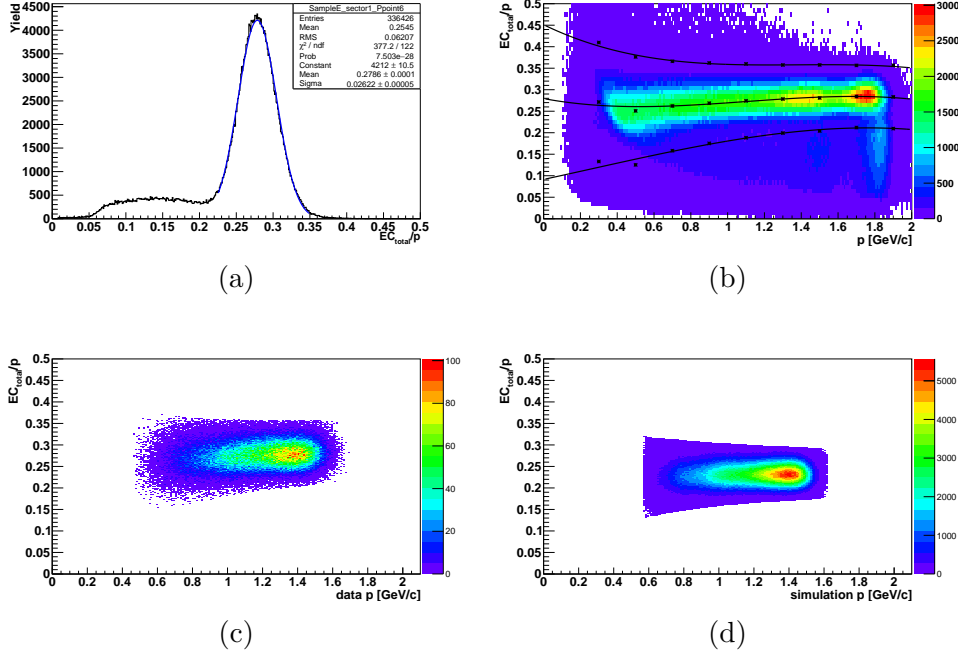 SampleE_sector1_Ppoint6
Entries 336426
Mean 0.2545
RMS 0.06207
χ² / ndf 377.2 / 122
Prob 7.503e−28
Constant 4212 ± 10.5
Mean 0.2786 ± 0.0001
Sigma 0.02622 ± 0.00005
Yield
4500
4000
3500
3000
2500
2000
1500
1000
500
0
0 0.05 0.1 0.15 0.2 0.25 0.3 0.35 0.4 0.45 0.5
EC_total/p
(a)
EC_total/p
0.5
0.45
0.4
0.35
0.3
0.25
0.2
0.15
0.1
0.05
0
0 0.2 0.4 0.6 0.8 1 1.2 1.4 1.6 1.8 2
p [GeV/c]
3000
2500
2000
1500
1000
500
0
(b)
EC_total/p
0.5
0.45
0.4
0.35
0.3
0.25
0.2
0.15
0.1
0.05
0
0 0.2 0.4 0.6 0.8 1 1.2 1.4 1.6 1.8 2
data p [GeV/c]
100
80
60
40
20
0
(c)
EC_total/p
0.5
0.45
0.4
0.35
0.3
0.25
0.2
0.15
0.1
0.05
0
0 0.2 0.4 0.6 0.8 1 1.2 1.4 1.6 1.8 2
simulation p [GeV/c]
5000
4000
3000
2000
1000
0
(d)